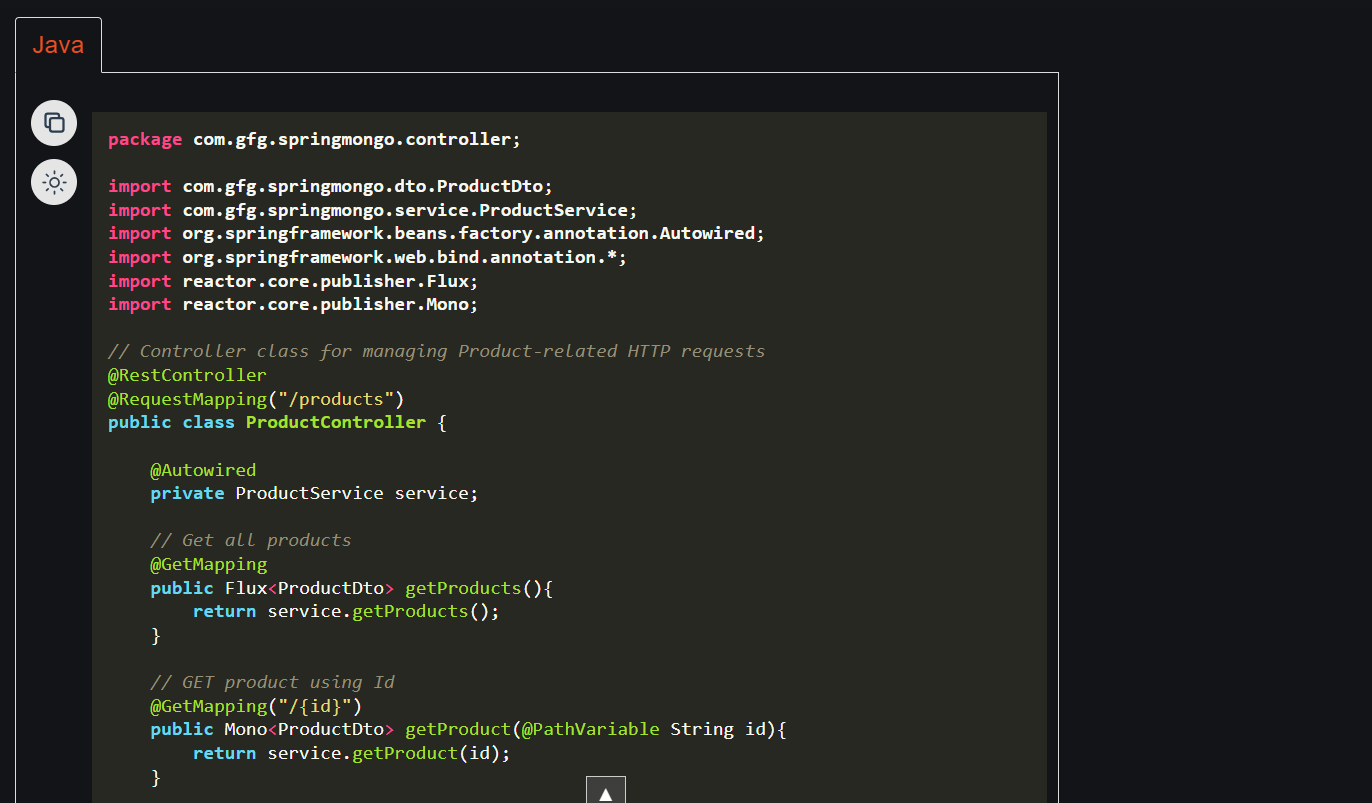 Java
package com.gfg.springmongo.controller;
import com.gfg.springmongo.dto.ProductDto;
import com.gfg.springmongo.service.ProductService;
import org.springframework.beans.factory.annotation.Autowired;
import org.springframework.web.bind.annotation.*;
import reactor.core.publisher.Flux;
import reactor.core.publisher.Mono;
// Controller class for managing Product-related HTTP requests
@RestController
@RequestMapping("/products")
public class ProductController {
@Autowired
private ProductService service;
// Get all products
@GetMapping
public Flux<ProductDto> getProducts(){
return service.getProducts();
}
// GET product using Id
@GetMapping("/{id}")
public Mono<ProductDto> getProduct(@PathVariable String id){
return service.getProduct(id);
}